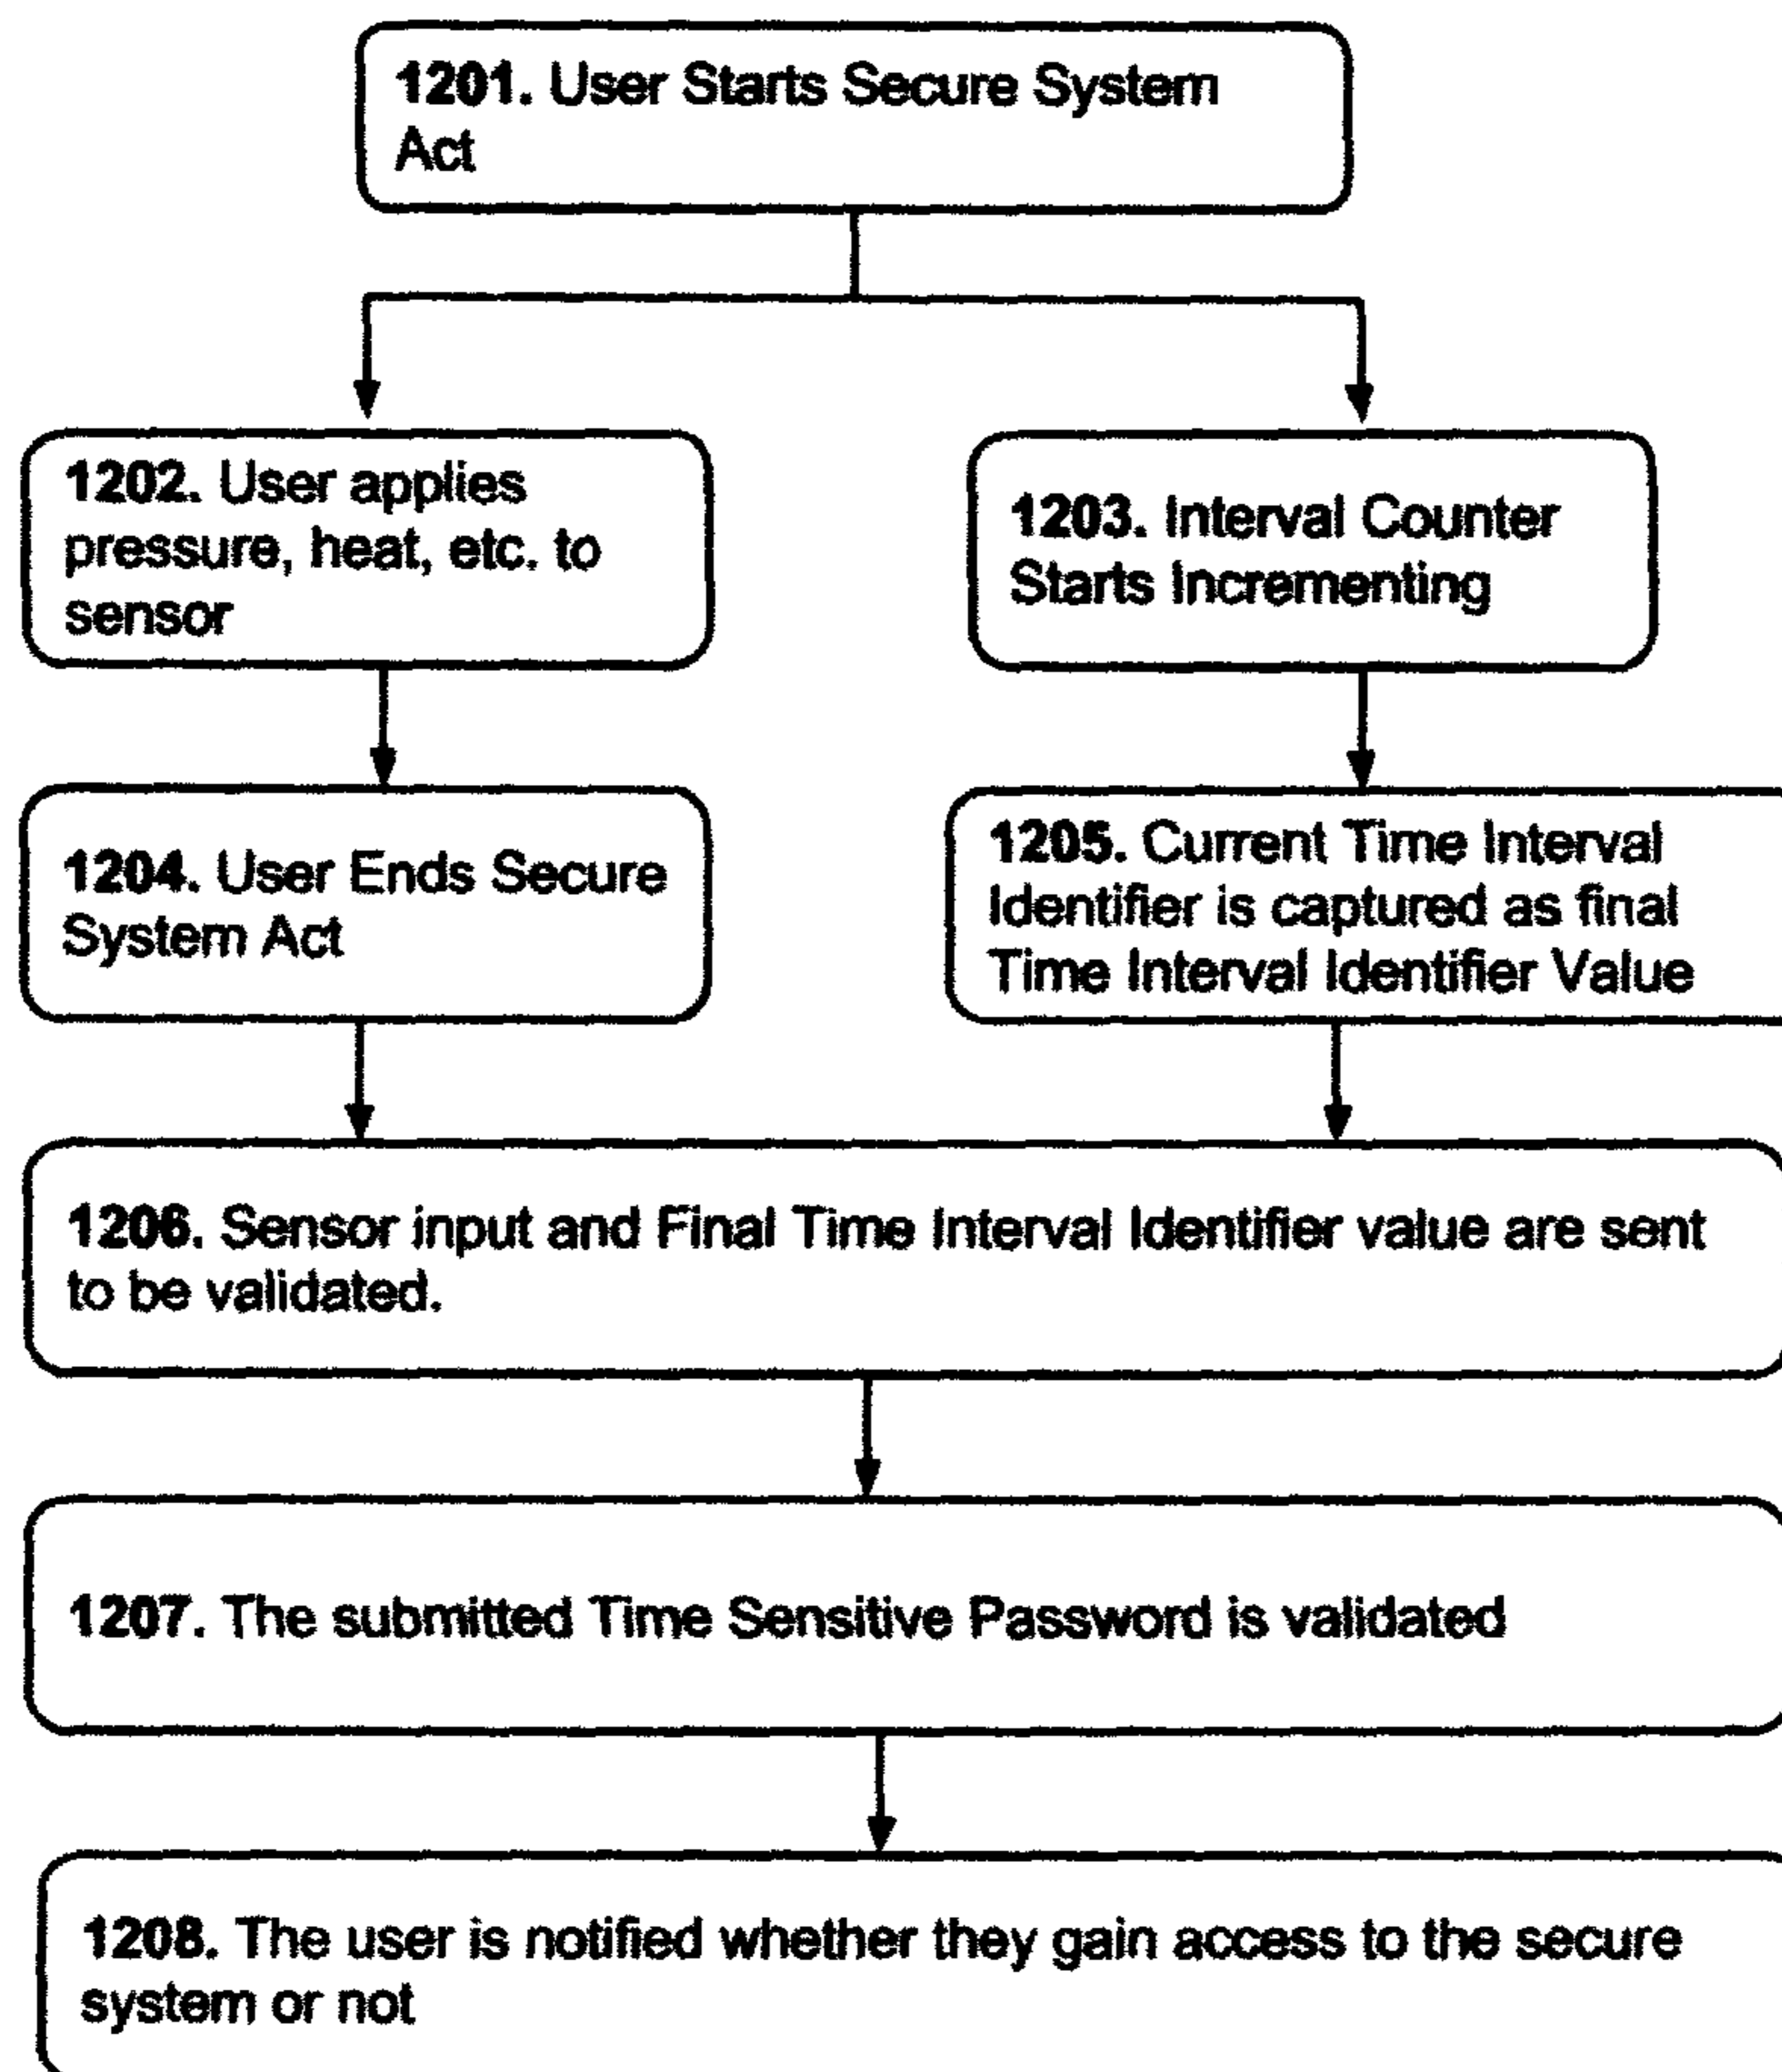 1201. User Starts Secure System
Act
1202. User applies
pressure, heat, etc. to
sensor
1203. Interval Counter
Starts Incrementing
1204. User Ends Secure
System Act
1205. Current Time Interval
Identifier is captured as final
Time Interval Identifier Value
1206. Sensor input and Final Time Interval Identifier value are sent
to be validated.
1207. The submitted Time Sensitive Password is validated
1208. The user is notified whether they gain access to the secure
system or not